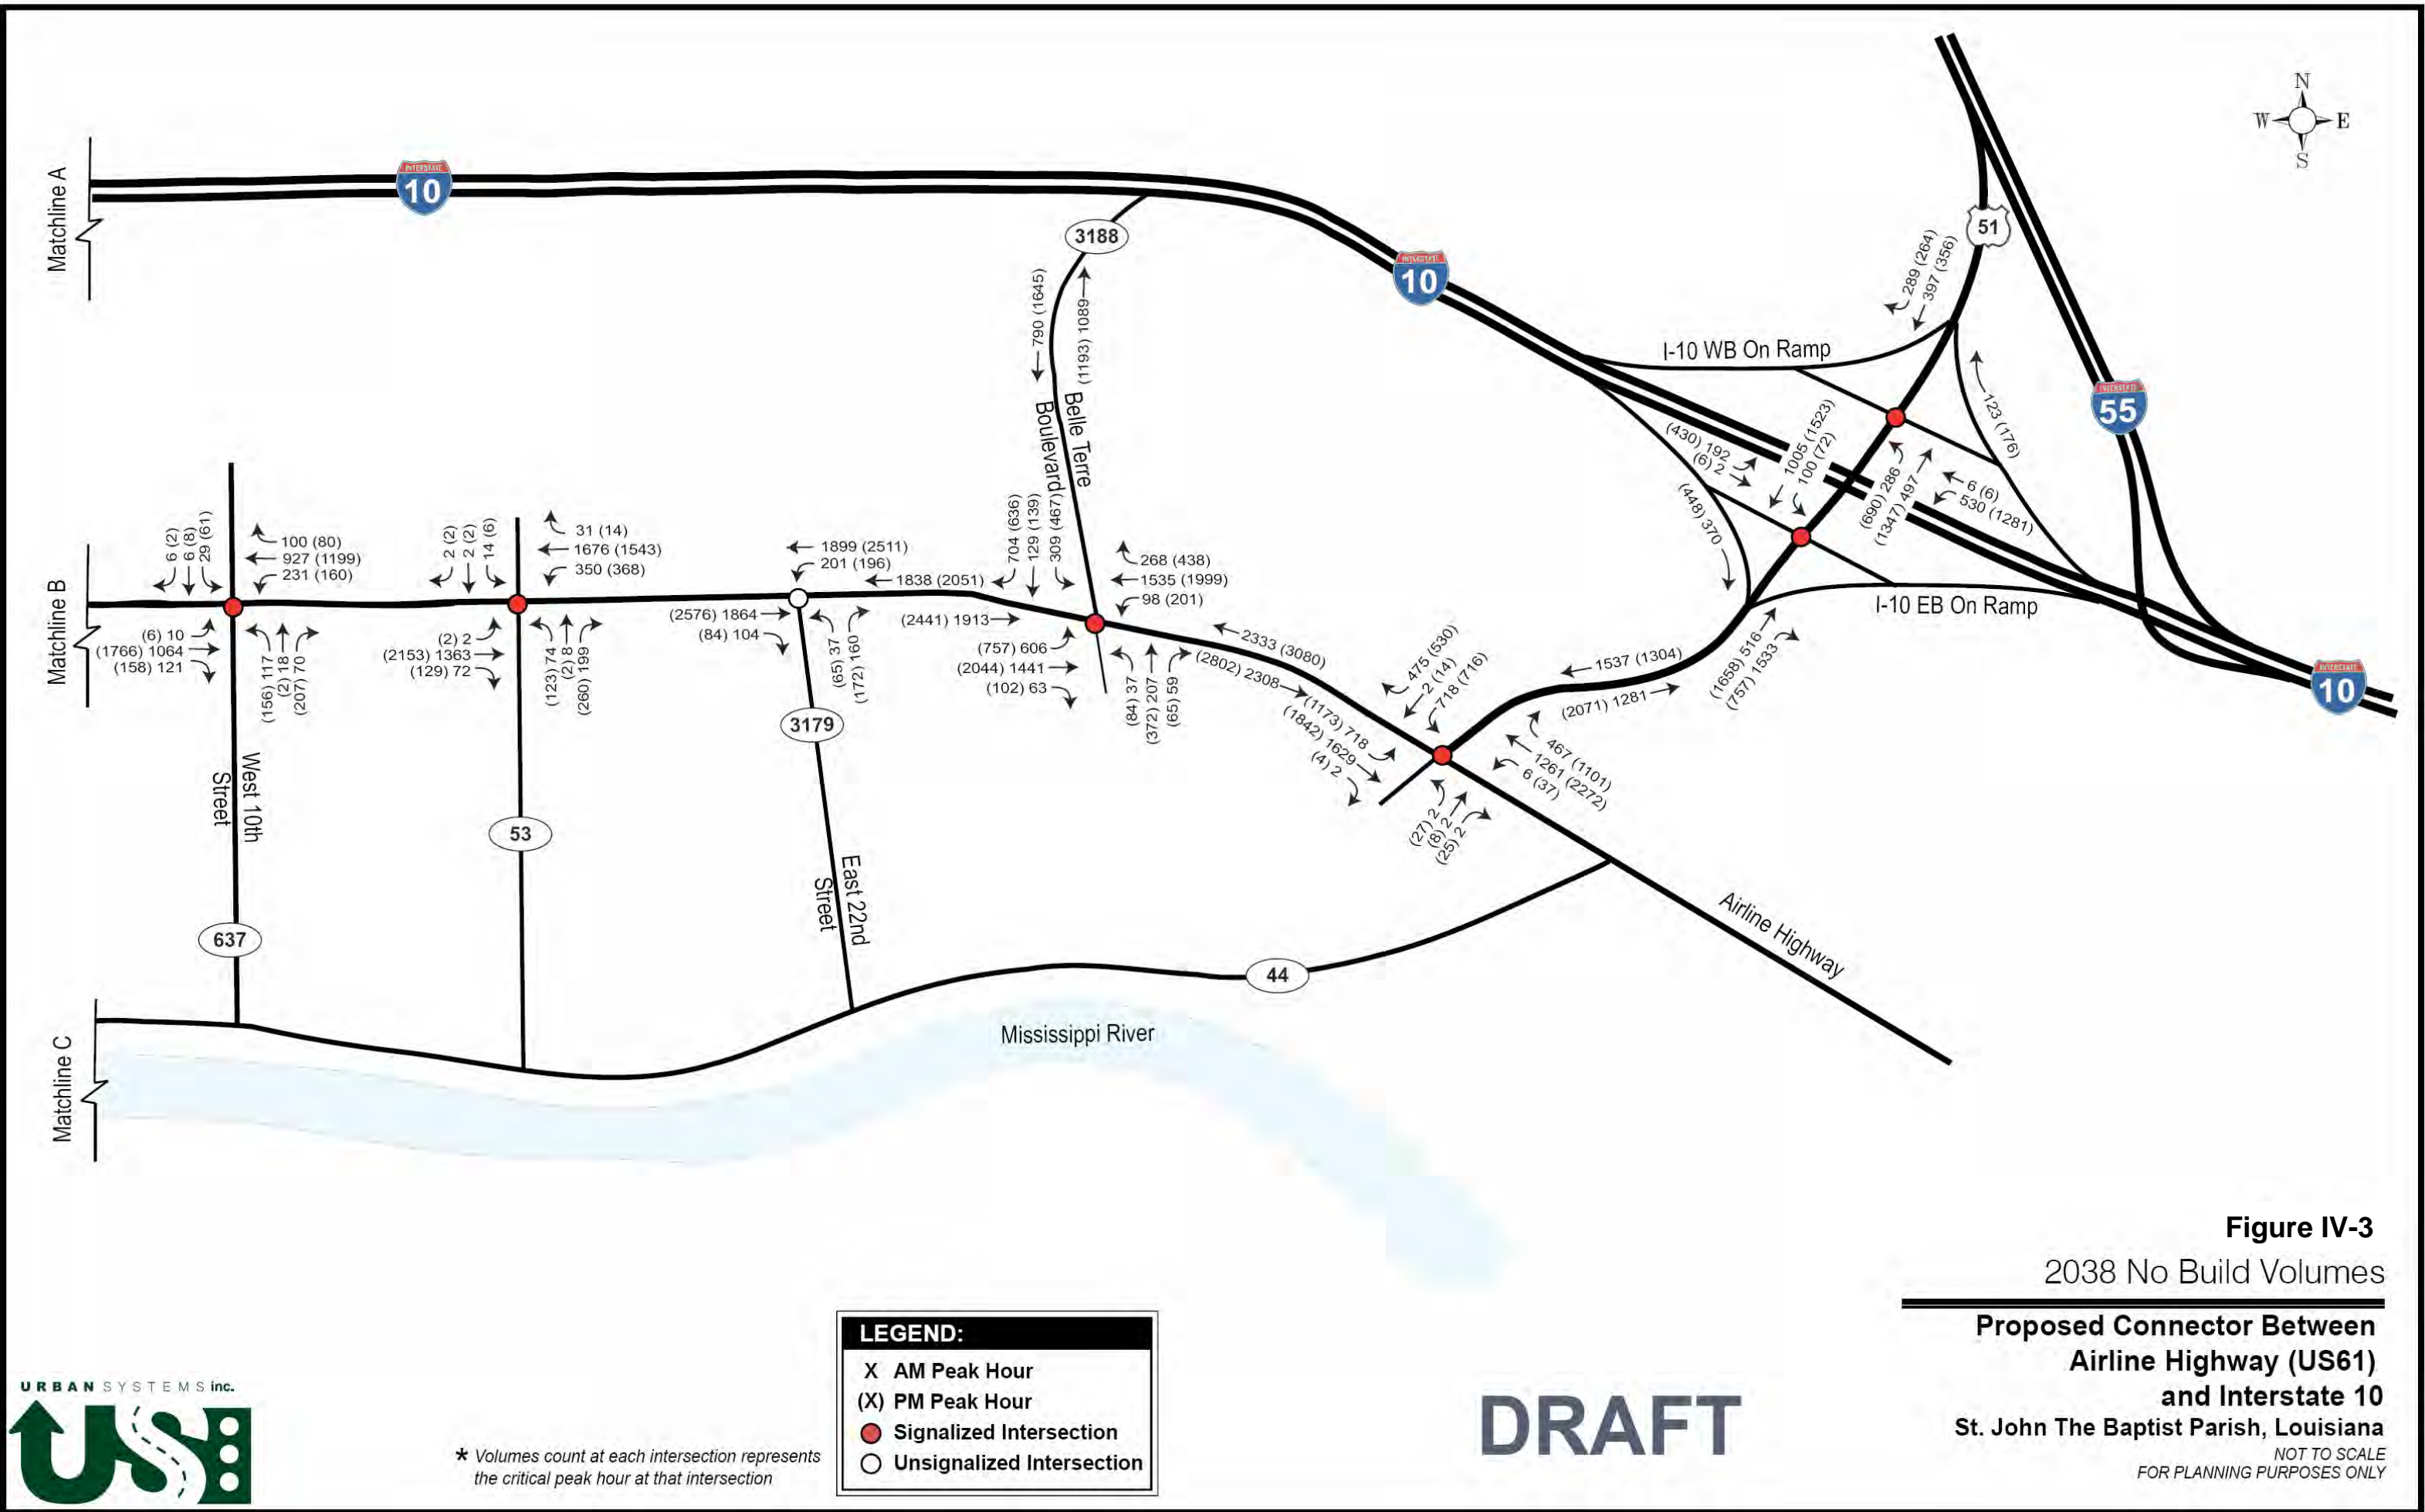 N
W E
S
Matchline A
INTERSTATE
10
3188
INTERSTATE
10
51
289 (264)
397 (356)
I-10 WB On Ramp
INTERSTATE
55
790 (1645)
(1193) 1089
Belle Terre
Boulevard
123 (176)
(430) 192
(6) 2
1005 (1523)
100 (72)
(690) 286
(1347) 497
6 (6)
530 (1281)
(448) 370
I-10 EB On Ramp
INTERSTATE
10
Matchline B
6 (2)
6 (8)
29 (61)
100 (80)
927 (1199)
231 (160)
(6) 10
(1766) 1064
(158) 121
(156) 117
(2) 18
(207) 70
2 (2)
2 (2)
14 (6)
31 (14)
1676 (1543)
350 (368)
(2) 2
(2153) 1363
(129) 72
(123) 74
(2) 8
(260) 199
1899 (2511)
201 (196)
(2576) 1864
(84) 104
(65) 37
(172) 160
1838 (2051)
(2441) 1913
704 (636)
129 (139)
309 (467)
268 (438)
1535 (1999)
98 (201)
(757) 606
(2044) 1441
(102) 63
(84) 37
(372) 207
(65) 59
2333 (3080)
(2802) 2308
475 (530)
2 (14)
718 (716)
(1173) 718
(1842) 1629
(4) 2
1537 (1304)
(2071) 1281
(1658) 516
(757) 1533
467 (1101)
1261 (2272)
6 (37)
(27) 2
(8) 2
(25) 2
West 10th
Street
637
53
3179
East 22nd
Street
44
Airline Highway
Matchline C
Mississippi River
Figure IV-3
2038 No Build Volumes
Proposed Connector Between
Airline Highway (US61)
and Interstate 10
St. John The Baptist Parish, Louisiana
NOT TO SCALE
FOR PLANNING PURPOSES ONLY
LEGEND:
X AM Peak Hour
(X) PM Peak Hour
Signalized Intersection
Unsignalized Intersection
DRAFT
* Volumes count at each intersection represents
the critical peak hour at that intersection
URBAN SYSTEMS inc.
USI